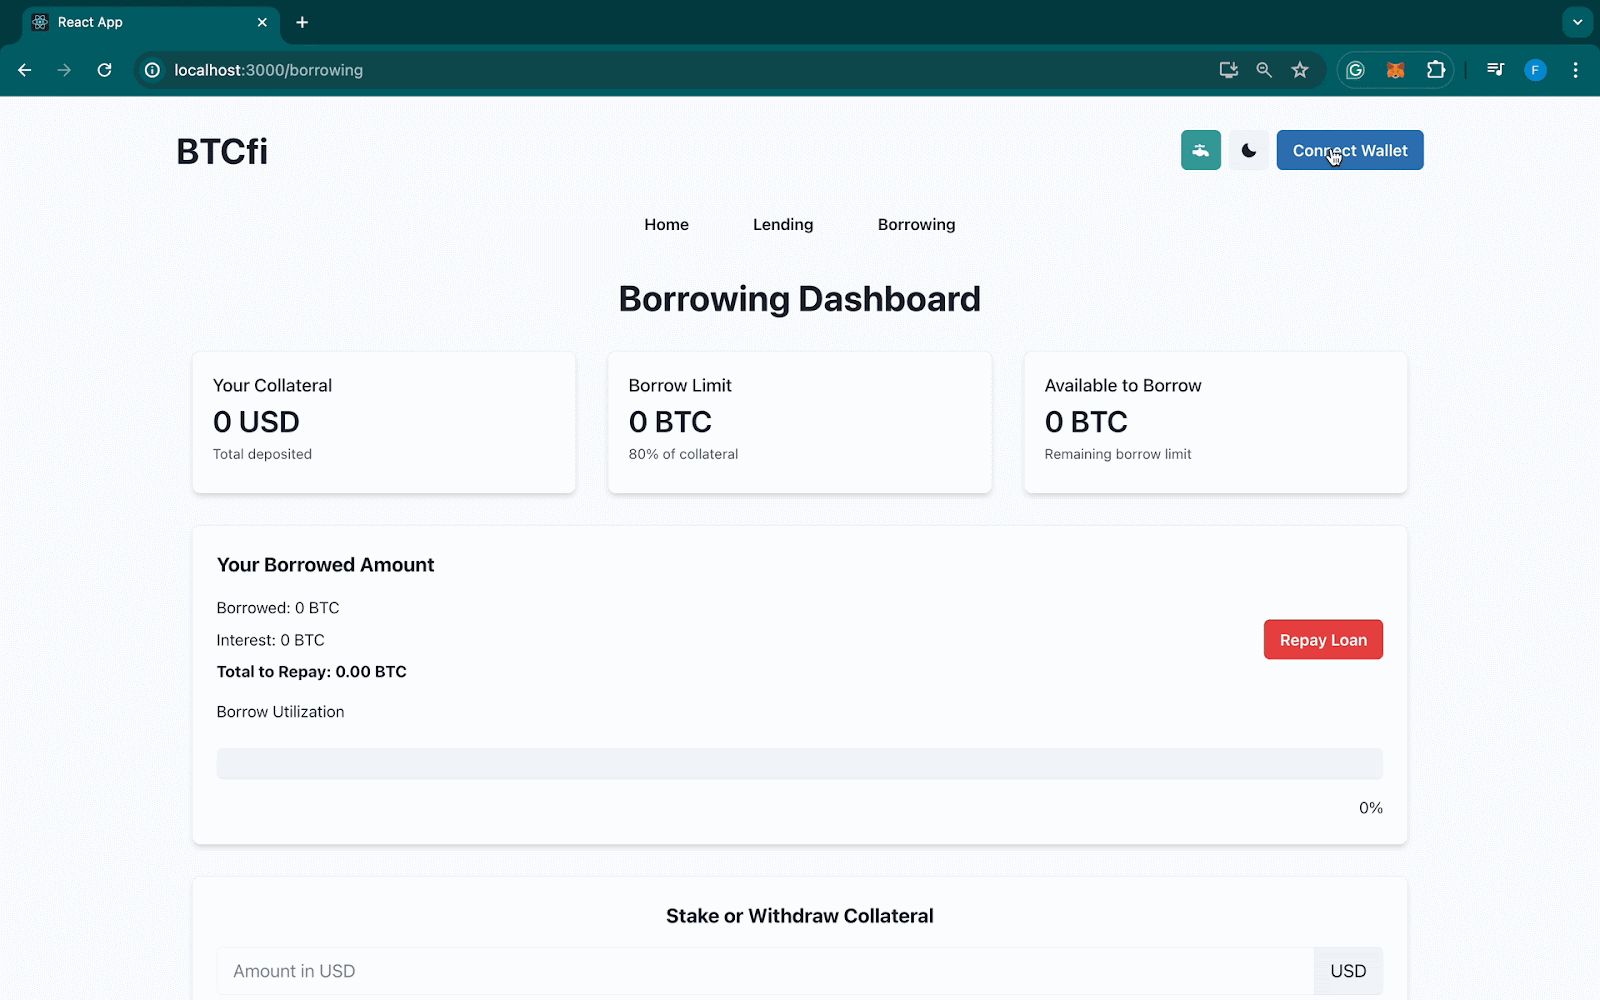 React App
localhost:3000/borrowing
F
BTCfi
Connect Wallet
Home Lending Borrowing
Borrowing Dashboard
Your Collateral
0 USD
Total deposited
Borrow Limit
0 BTC
80% of collateral
Available to Borrow
0 BTC
Remaining borrow limit
Your Borrowed Amount
Borrowed: 0 BTC
Interest: 0 BTC
Total to Repay: 0.00 BTC
Repay Loan
Borrow Utilization
0%
Stake or Withdraw Collateral
Amount in USD USD